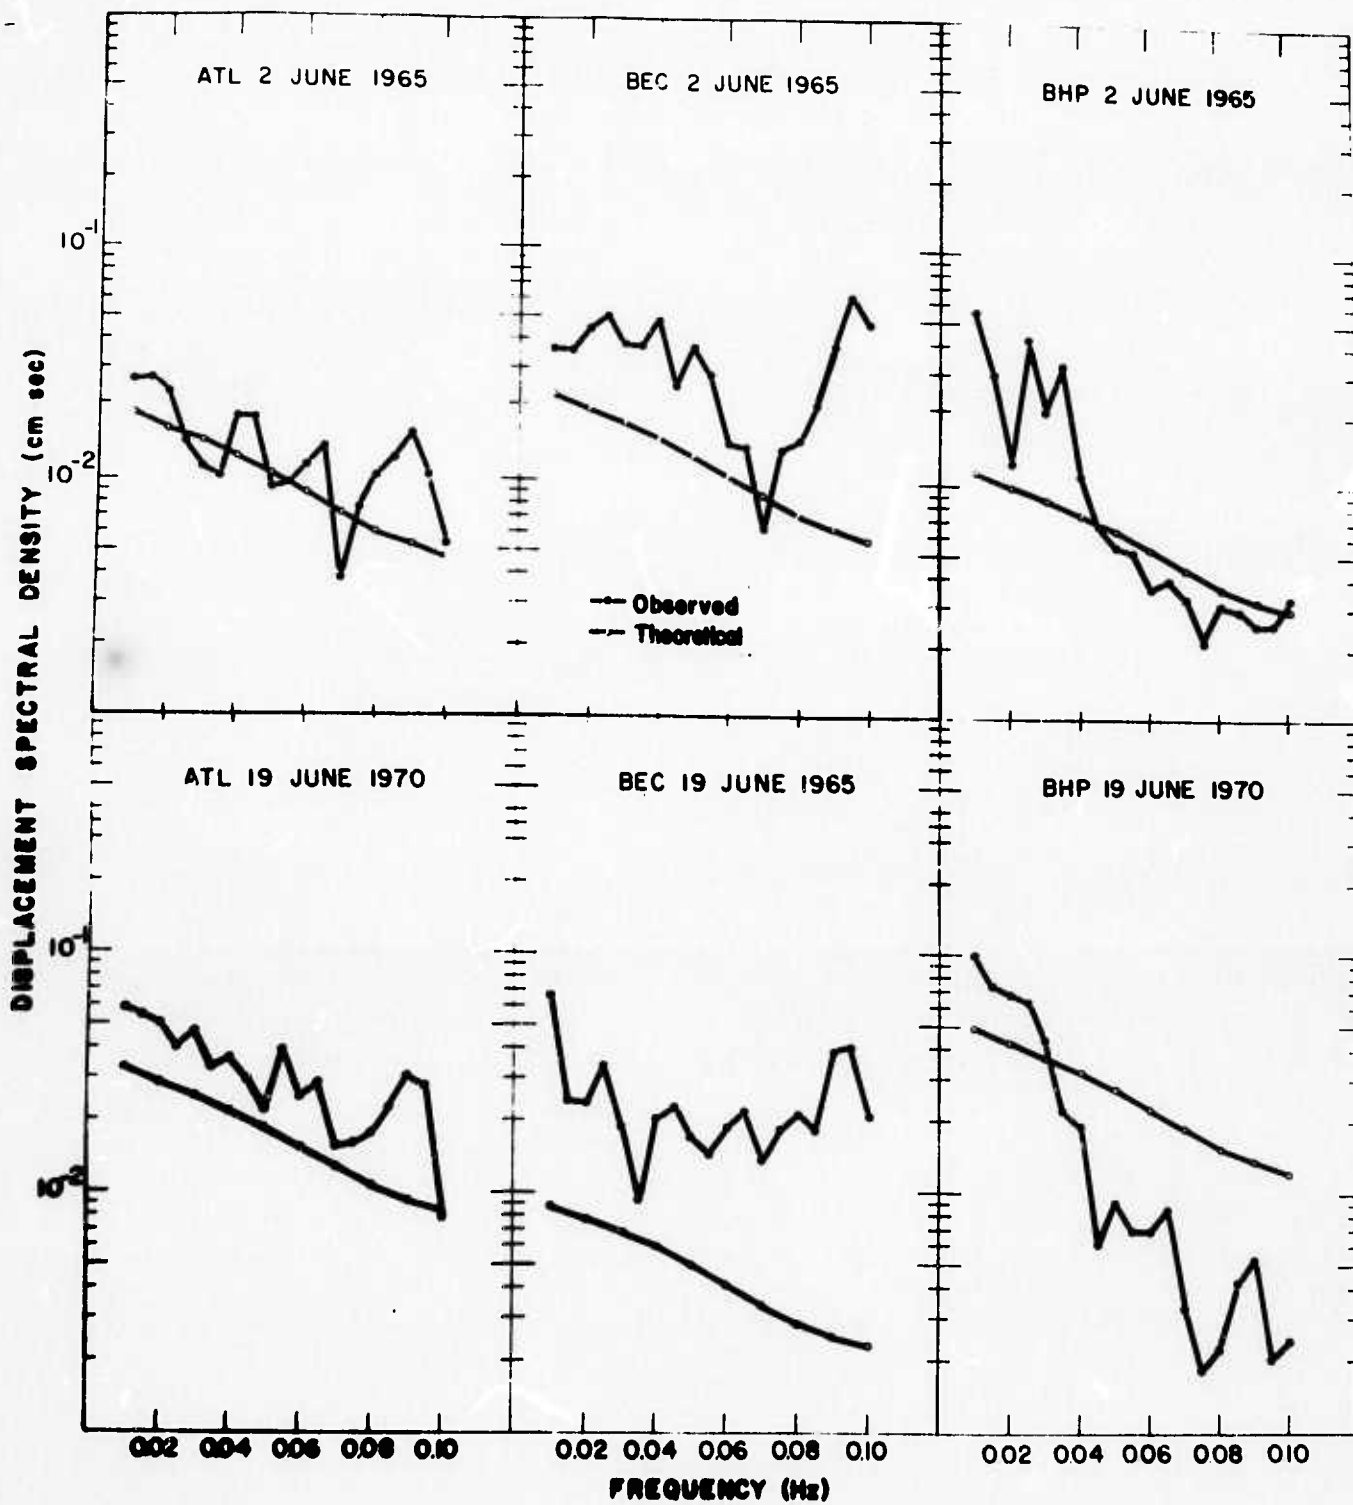 ATL 2 JUNE 1965
BEC 2 JUNE 1965
BHP 2 JUNE 1965
10-1
10-2
Observed
Theoretical
DISPLACEMENT SPECTRAL DENSITY (cm sec)
ATL 19 JUNE 1970
BEC 19 JUNE 1965
BHP 19 JUNE 1970
10-1
10-2
0.02 0.04 0.06 0.08 0.10
0.02 0.04 0.06 0.08 0.10
0.02 0.04 0.06 0.08 0.10
FREQUENCY (Hz)